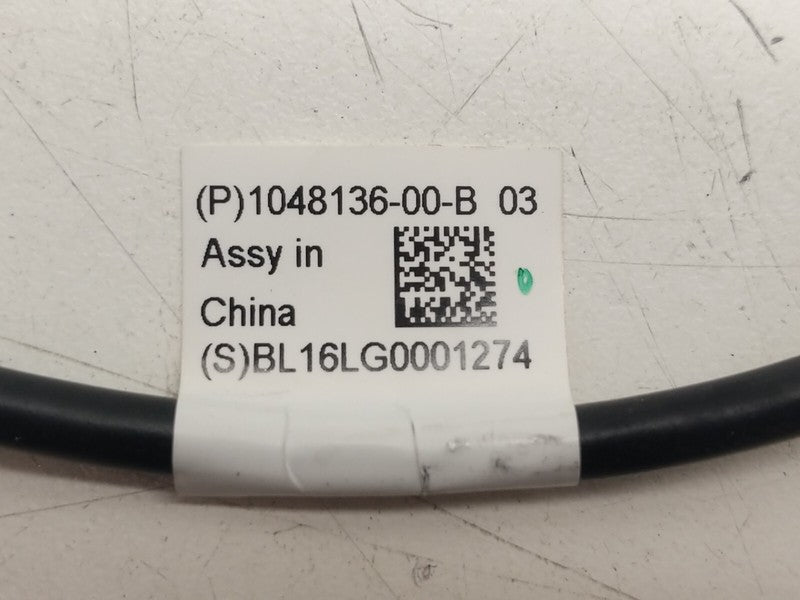 (P)1048136-00-B 03
Assy in
China
(S)BL16LG0001274